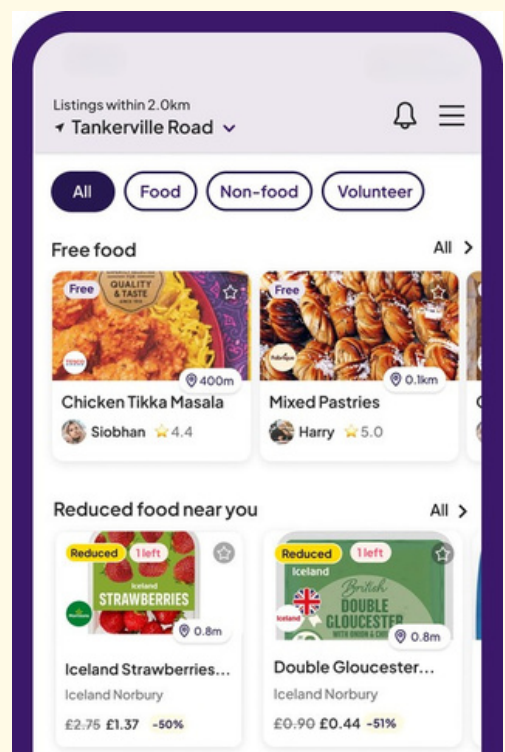 Listings within 2.0km
Tankerville Road
All Food Non-food Volunteer
Free food All
Free
QUALITY
& TASTE
400m
Chicken Tikka Masala
Siobhan 4.4
Free
Fabrique
0.1km
Mixed Pastries
Harry 5.0
Reduced food near you All
Reduced 1 left
Iceland
STRAWBERRIES
Morrisons
0.8m
Iceland Strawberries...
Iceland Norbury
£2.75 £1.37 -50%
Reduced 1 left
Iceland
British
DOUBLE
GLOUCESTER
WITH ONION &
Iceland
0.8m
Double Gloucester...
Iceland Norbury
£0.90 £0.44 -51%